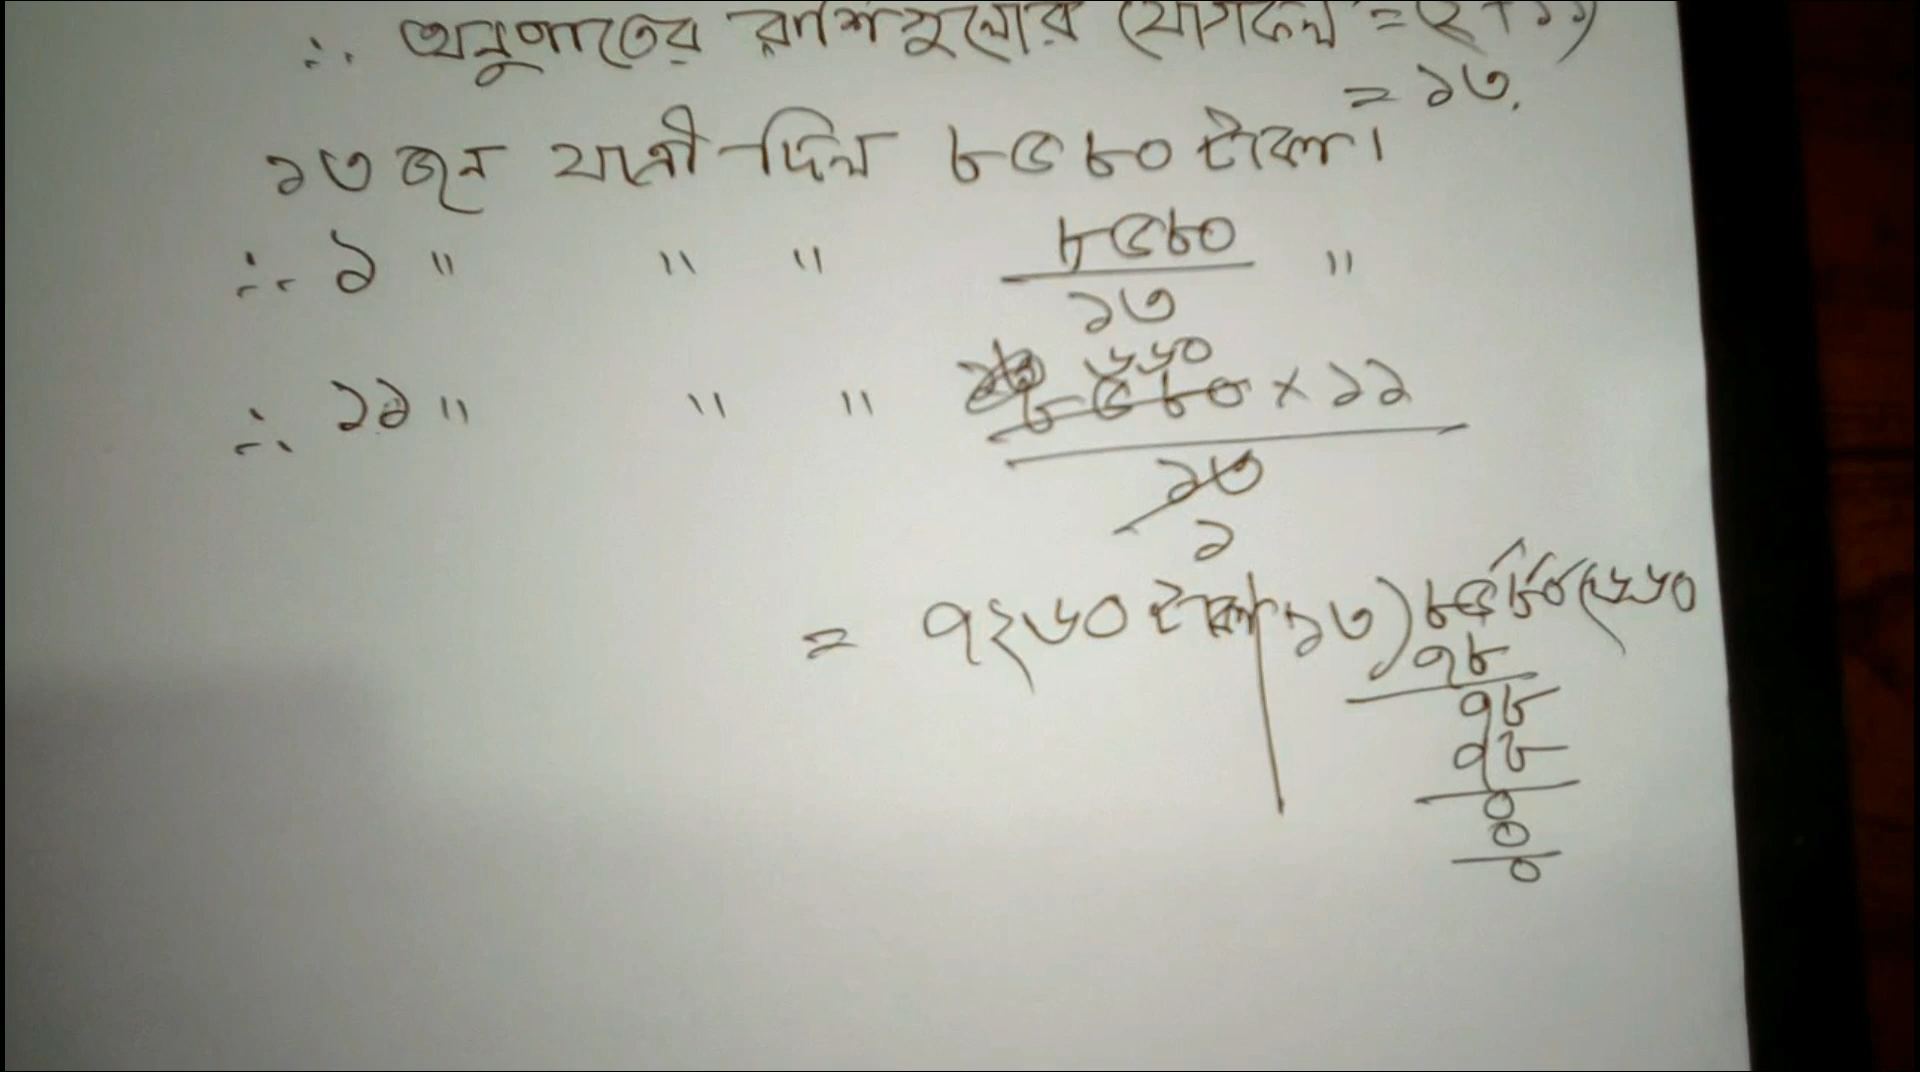 ∴ অনুপাতের রাশিগুলোর যোগফল = (২+১১)
= ১৩.
১৩ জন যাত্রী দিল ৮৫৮০ টাকা।
∴ ১ " " " ৮৫৮০ "
১৩
৬৬০
∴ ১১ " " " ৮৫৮০ × ১১
১৩
১
= ৭২৬০ টাকা ১৩) ৮৫৮০ (৬৬০
৭৮
৭৮
৭৮
০০
০